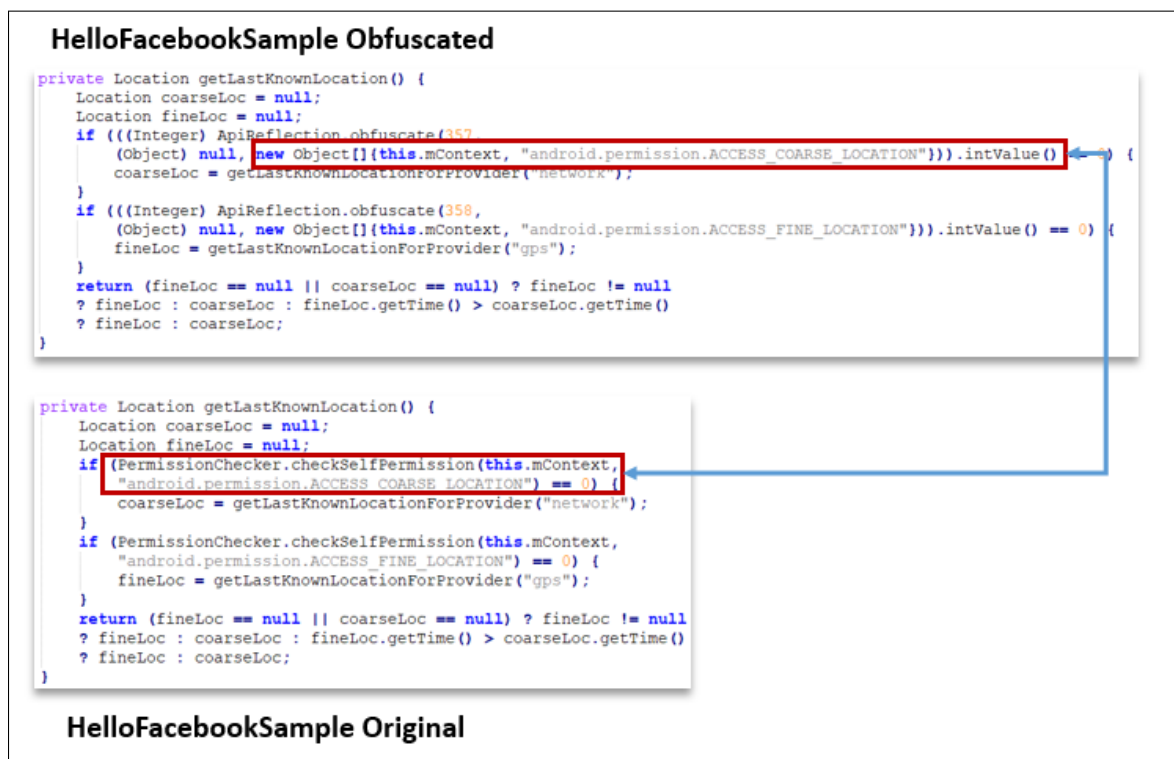 HelloFacebookSample Obfuscated
private Location getLastKnownLocation() {
Location coarseLoc = null;
Location fineLoc = null;
if (((Integer) ApiReflection.obfuscate(357,
(Object) null, new Object[]{this.mContext, "android.permission.ACCESS_COARSE_LOCATION"})).intValue() == 0) {
coarseLoc = getLastKnownLocationForProvider("network");
}
if (((Integer) ApiReflection.obfuscate(358,
(Object) null, new Object[]{this.mContext, "android.permission.ACCESS_FINE_LOCATION"})).intValue() == 0) {
fineLoc = getLastKnownLocationForProvider("gps");
}
return (fineLoc == null || coarseLoc == null) ? fineLoc != null
? fineLoc : coarseLoc : fineLoc.getTime() > coarseLoc.getTime()
? fineLoc : coarseLoc;
}
private Location getLastKnownLocation() {
Location coarseLoc = null;
Location fineLoc = null;
if (PermissionChecker.checkSelfPermission(this.mContext,
"android.permission.ACCESS_COARSE_LOCATION") == 0) {
coarseLoc = getLastKnownLocationForProvider("network");
}
if (PermissionChecker.checkSelfPermission(this.mContext,
"android.permission.ACCESS_FINE_LOCATION") == 0) {
fineLoc = getLastKnownLocationForProvider("gps");
}
return (fineLoc == null || coarseLoc == null) ? fineLoc != null
? fineLoc : coarseLoc : fineLoc.getTime() > coarseLoc.getTime()
? fineLoc : coarseLoc;
}
HelloFacebookSample Original